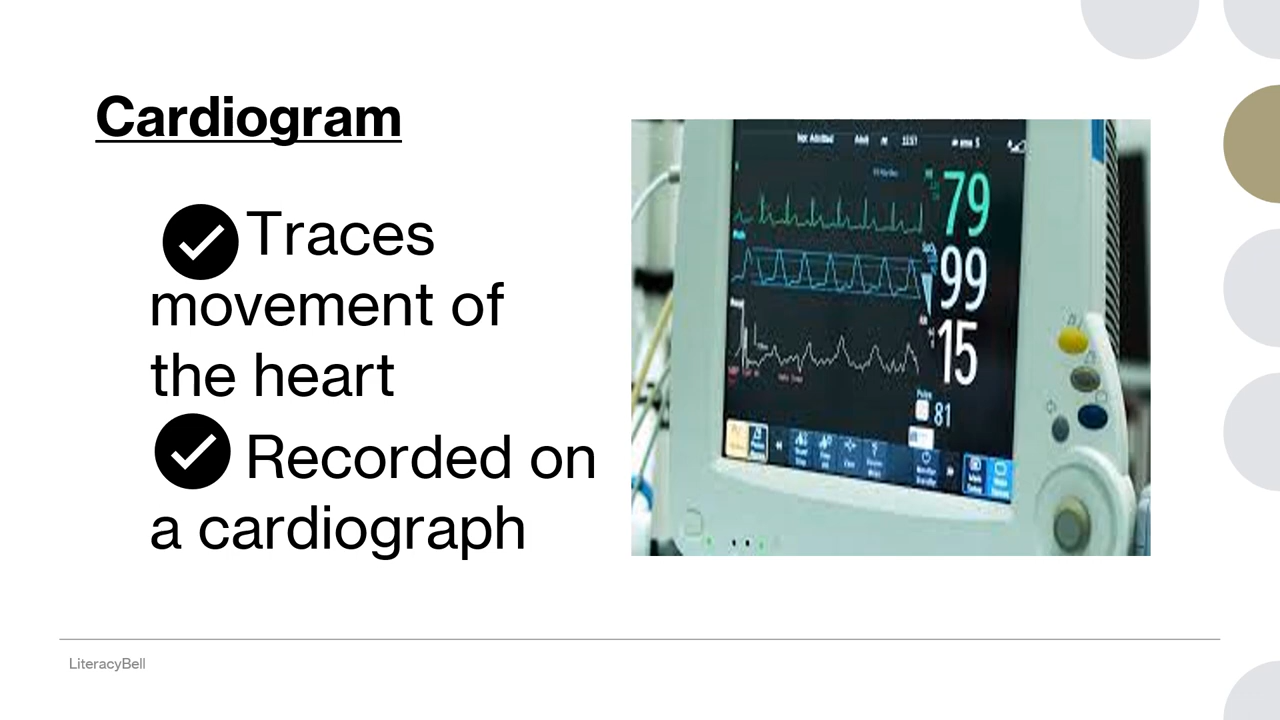 Cardiogram
Traces
movement of
the heart
Recorded on
a cardiograph
79
99
15
81
LiteracyBell